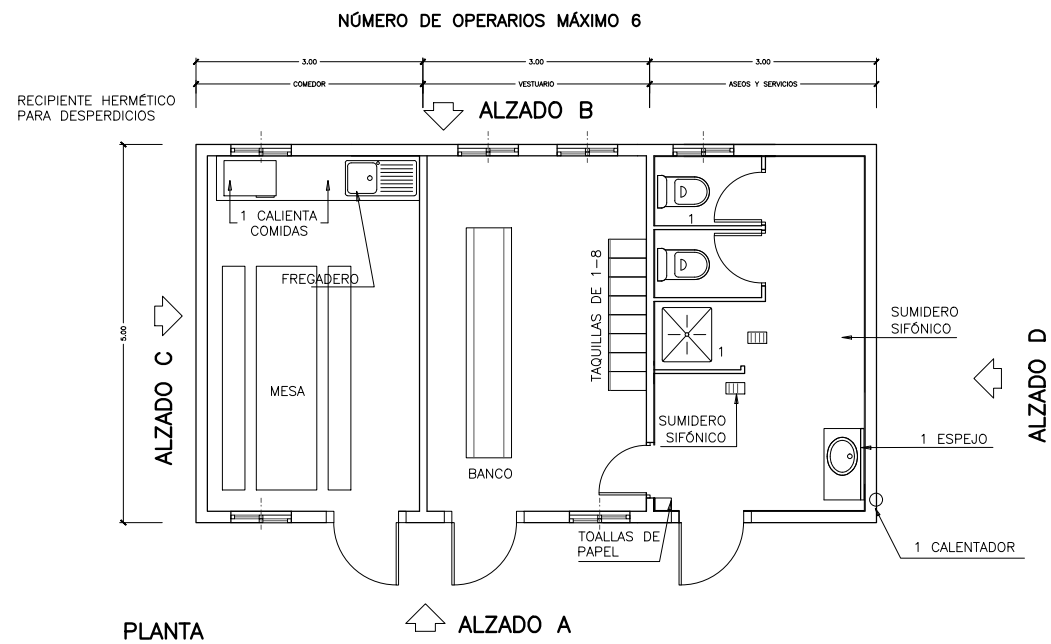 NÚMERO DE OPERARIOS MÁXIMO 6
3.00
3.00
3.00
COMEDOR
VESTUARIO
ASEOS Y SERVICIOS
RECIPIENTE HERMÉTICO
PARA DESPERDICIOS
ALZADO B
1 CALIENTA
COMIDAS
FREGADERO
MESA
BANCO
TAQUILLAS DE 1-8
1
1
SUMIDERO
SIFÓNICO
SUMIDERO
SIFÓNICO
1 ESPEJO
TOALLAS DE
PAPEL
1 CALENTADOR
5.00
ALZADO C
ALZADO D
ALZADO A
PLANTA